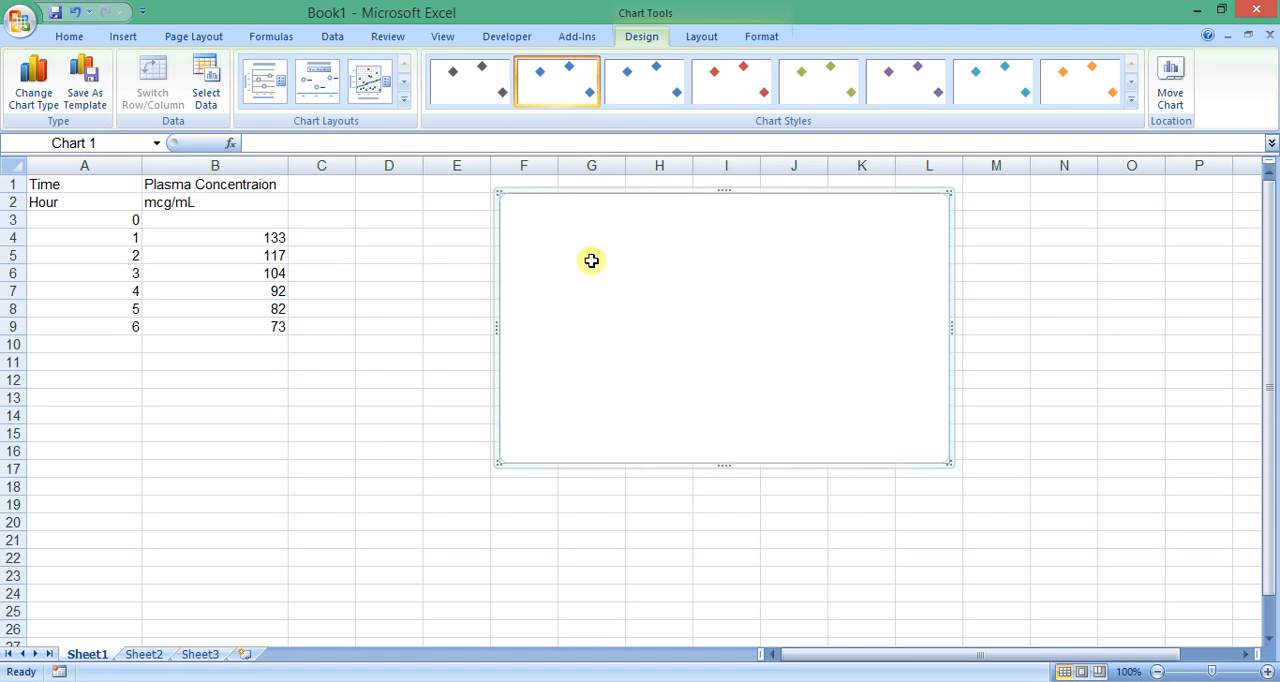 Book1 - Microsoft Excel
Chart Tools
Home Insert Page Layout Formulas Data Review View Developer Add-Ins Design Layout Format
Change Chart Type
Save As Template
Switch Row/Column
Select Data
Move Chart
Type Data Chart Layouts Chart Styles Location
Chart 1 fx
A B C D E F G H I J K L M N O P
1 Time Plasma Concentraion
2 Hour mcg/mL
3 0
4 1 133
5 2 117
6 3 104
7 4 92
8 5 82
9 6 73
10
11
12
13
14
15
16
17
18
19
20
21
22
23
24
25
26
27
Sheet1 Sheet2 Sheet3
Ready 100%